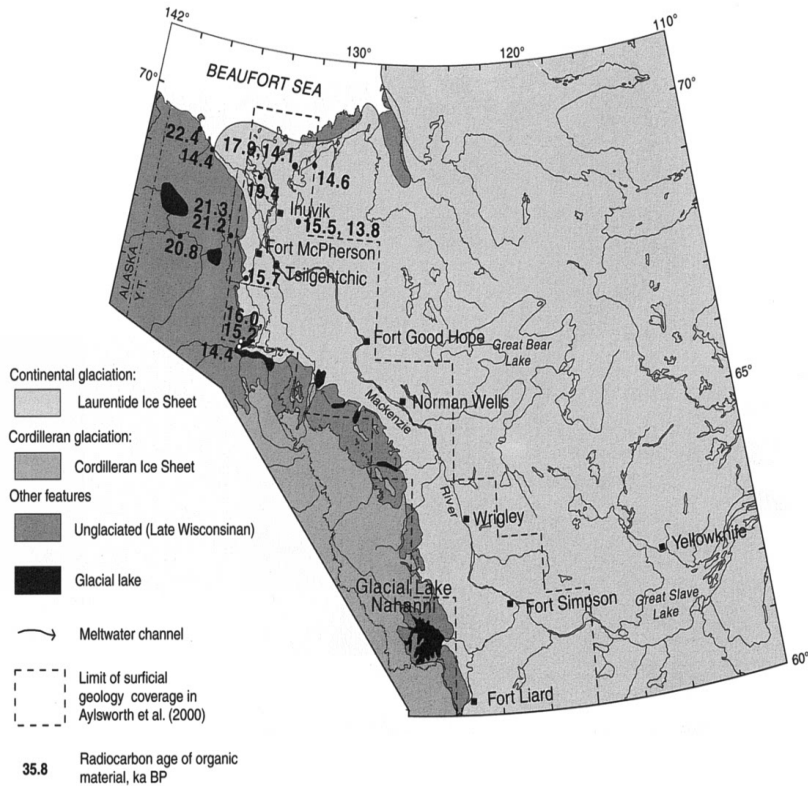 142°
130°
120°
110°
70°
BEAUFORT SEA
70°
22.4
14.4
17.9, 14.1
19.4
14.6
Inuvik
21.3
21.2
15.5, 13.8
20.8
Fort McPherson
Tsiigehtchic
15.7
ALASKA
Y.T.
16.0
15.2
14.4
Fort Good Hope
Great Bear
Lake
65°
Norman Wells
Mackenzie
River
Wrigley
Yellowknife
Glacial Lake
Nahanni
Fort Simpson
Great Slave
Lake
60°
Fort Liard
Continental glaciation:
Laurentide Ice Sheet
Cordilleran glaciation:
Cordilleran Ice Sheet
Other features
Unglaciated (Late Wisconsinan)
Glacial lake
Meltwater channel
Limit of surficial
geology coverage in
Aylsworth et al. (2000)
35.8
Radiocarbon age of organic
material, ka BP